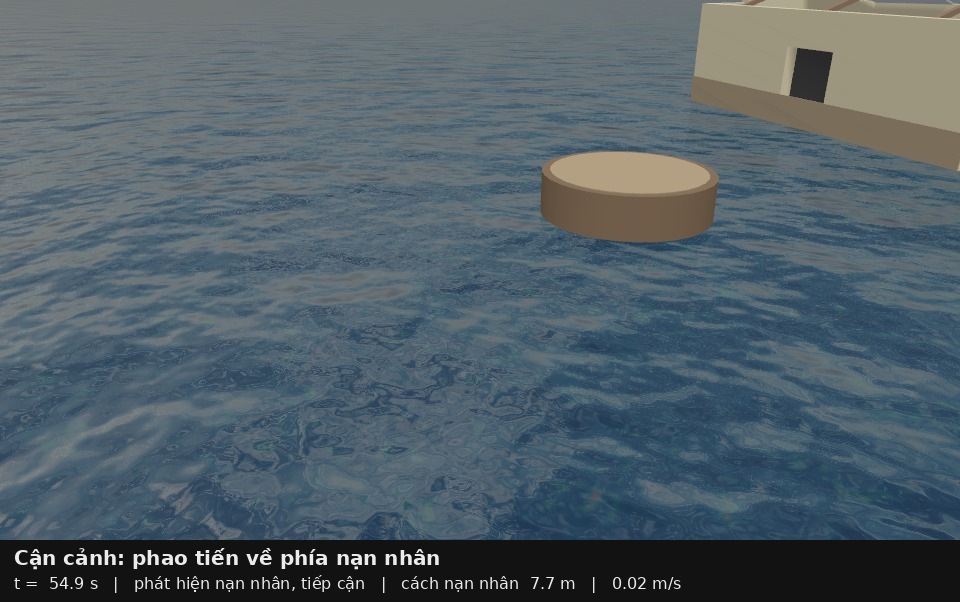 Cận cảnh: phao tiến về phía nạn nhân
t = 54.9 s | phát hiện nạn nhân, tiếp cận | cách nạn nhân 7.7 m | 0.02 m/s